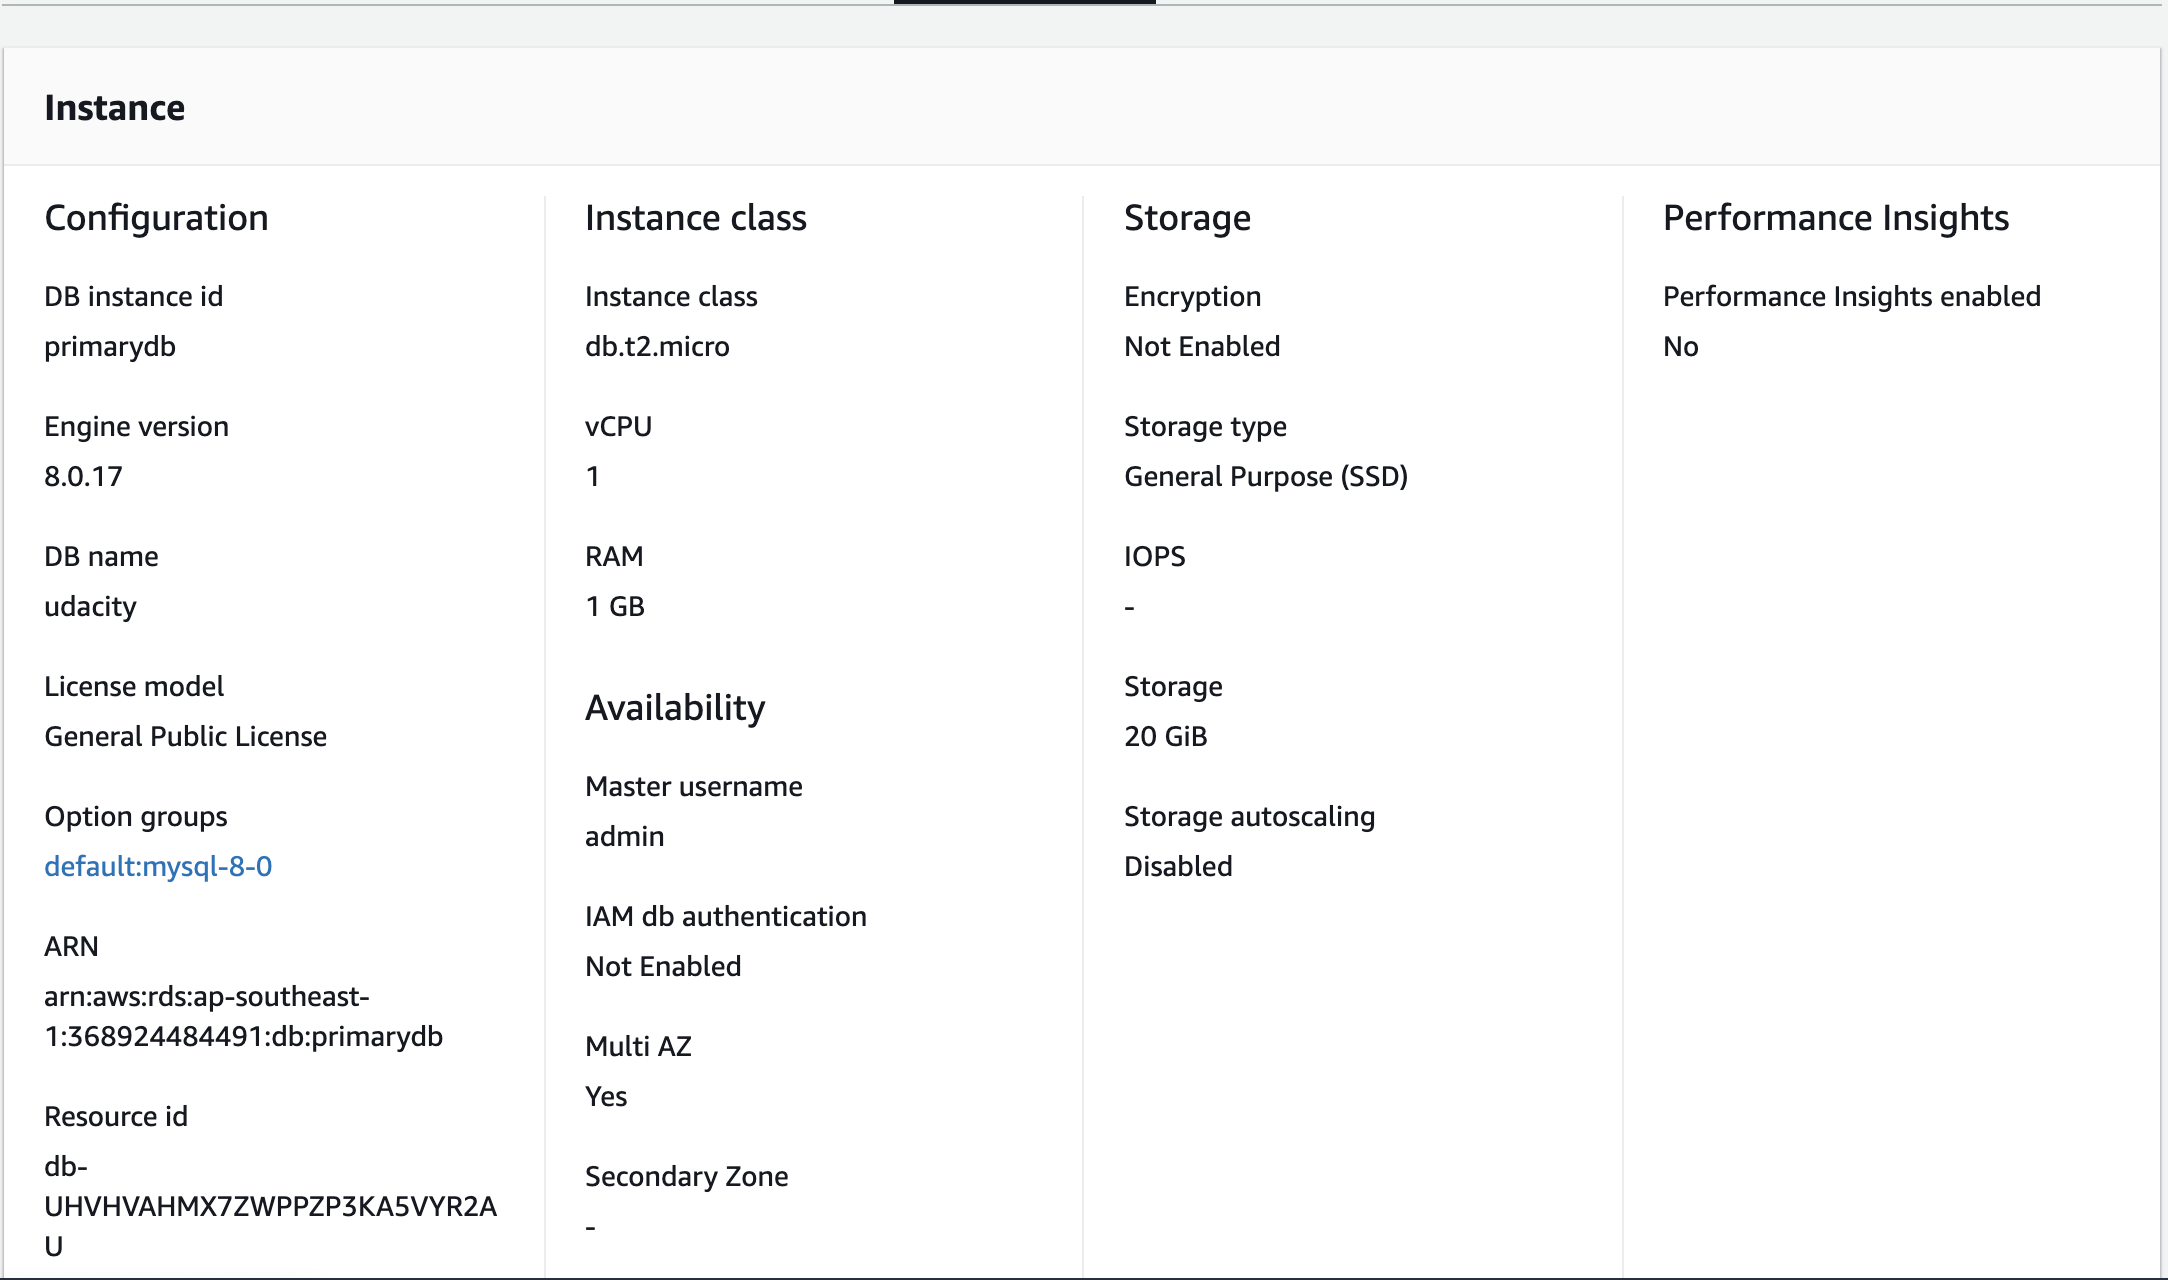 Instance
Configuration
DB instance id
primarydb
Engine version
8.0.17
DB name
udacity
License model
General Public License
Option groups
default:mysql-8-0
ARN
arn:aws:rds:ap-southeast-
1:368924484491:db:primarydb
Resource id
db-
UHVHVAHMX7ZWPPZP3KA5VYR2A
U
Instance class
Instance class
db.t2.micro
vCPU
1
RAM
1 GB
Availability
Master username
admin
IAM db authentication
Not Enabled
Multi AZ
Yes
Secondary Zone
-
Storage
Encryption
Not Enabled
Storage type
General Purpose (SSD)
IOPS
-
Storage
20 GiB
Storage autoscaling
Disabled
Performance Insights
Performance Insights enabled
No